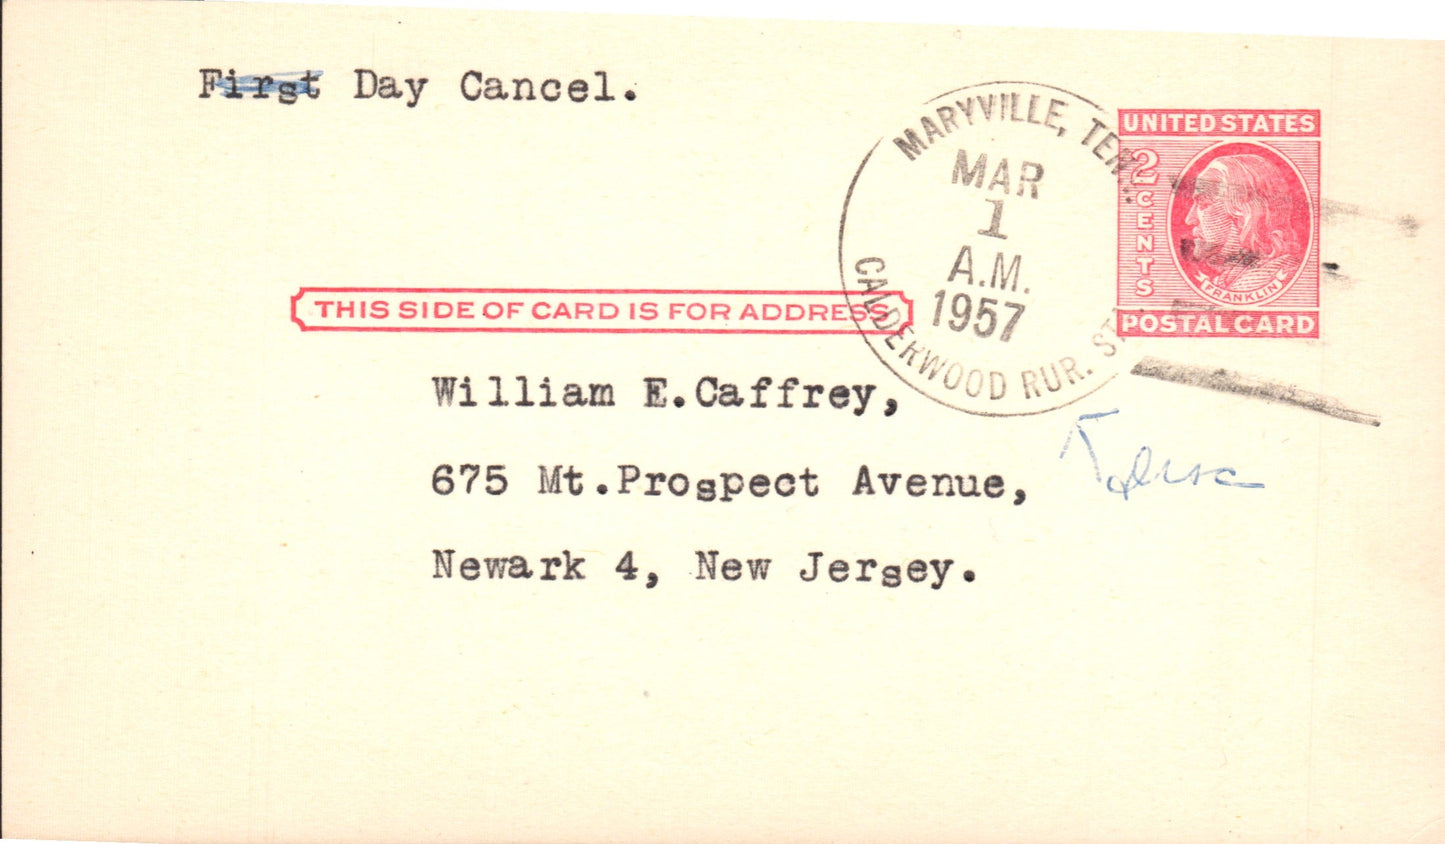 First Day Cancel.
MARYVILLE, TENN.
MAR
1
A.M.
1957
CALDERWOOD RUR. STA.
UNITED STATES
2 CENTS
FRANKLIN
POSTAL CARD
THIS SIDE OF CARD IS FOR ADDRESS
William E.Caffrey,
675 Mt.Prospect Avenue,
Newark 4, New Jersey.